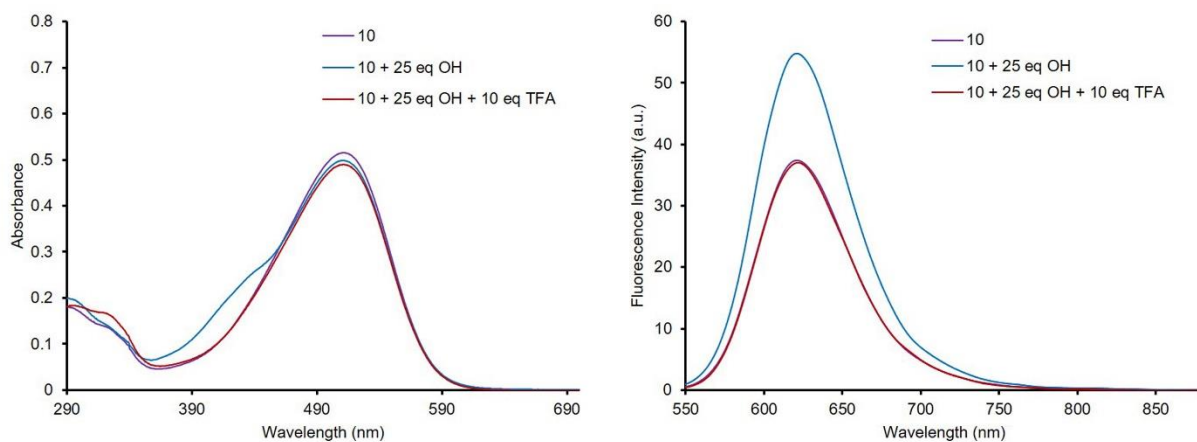 0.8
0.7
0.6
0.5
0.4
0.3
0.2
0.1
0
Absorbance
10
10 + 25 eq OH
10 + 25 eq OH + 10 eq TFA
290 390 490 590 690
Wavelength (nm)
60
50
40
30
20
10
0
Fluorescence Intensity (a.u.)
10
10 + 25 eq OH
10 + 25 eq OH + 10 eq TFA
550 600 650 700 750 800 850
Wavelength (nm)